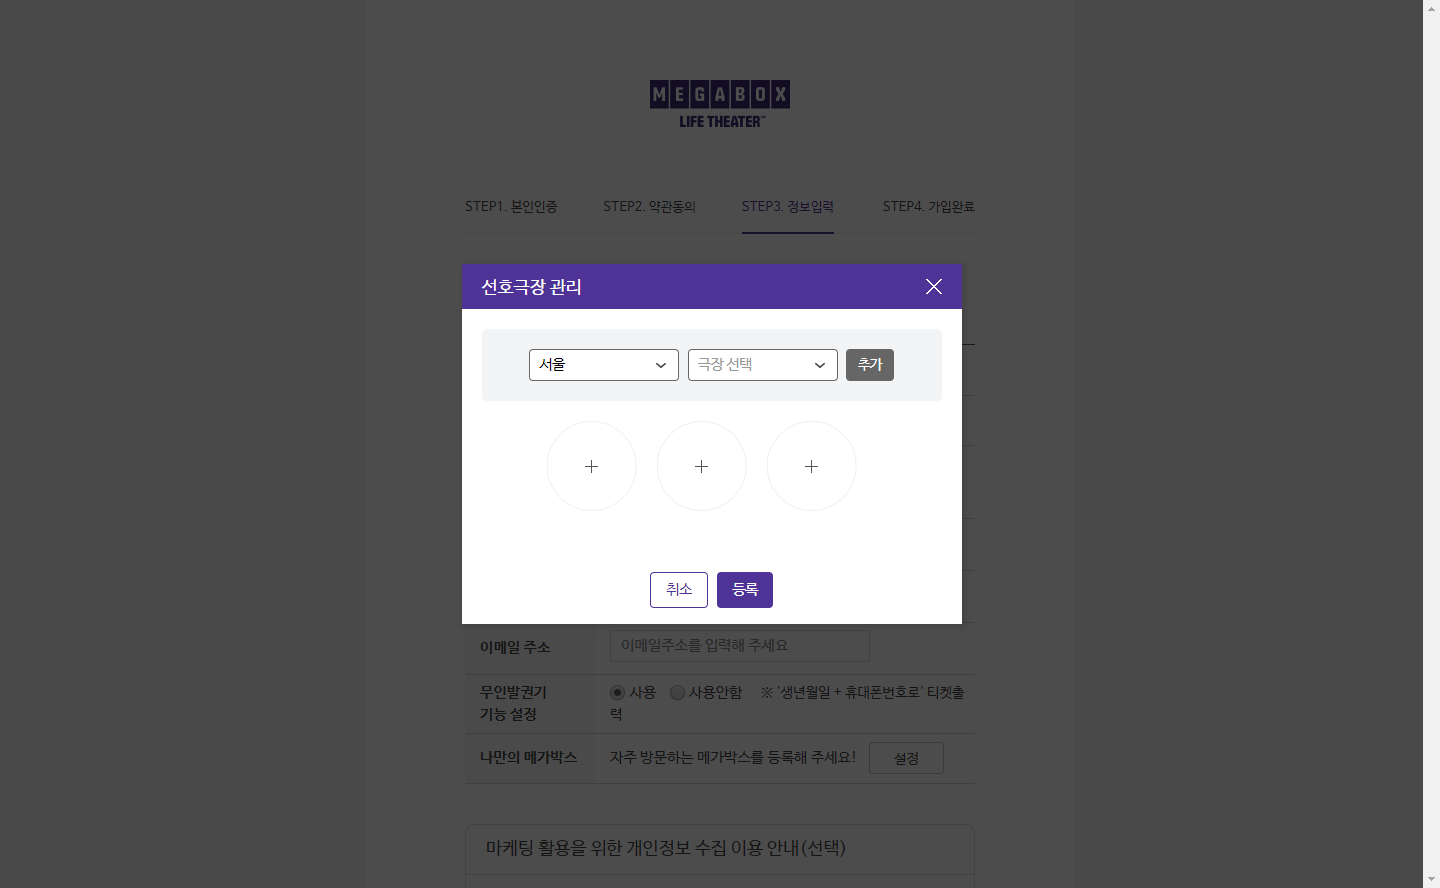 MEGABOX
LIFE THEATER™
STEP1. 본인인증 STEP2. 약관동의 STEP3. 정보입력 STEP4. 가입완료
선호극장 관리
서울 극장 선택 추가
취소 등록
이메일 주소 이메일주소를 입력해 주세요
무인발권기
기능 설정
사용 사용안함 ※ '생년월일 + 휴대폰번호로' 티켓출
력
나만의 메가박스 자주 방문하는 메가박스를 등록해 주세요! 설정
마케팅 활용을 위한 개인정보 수집 이용 안내(선택)